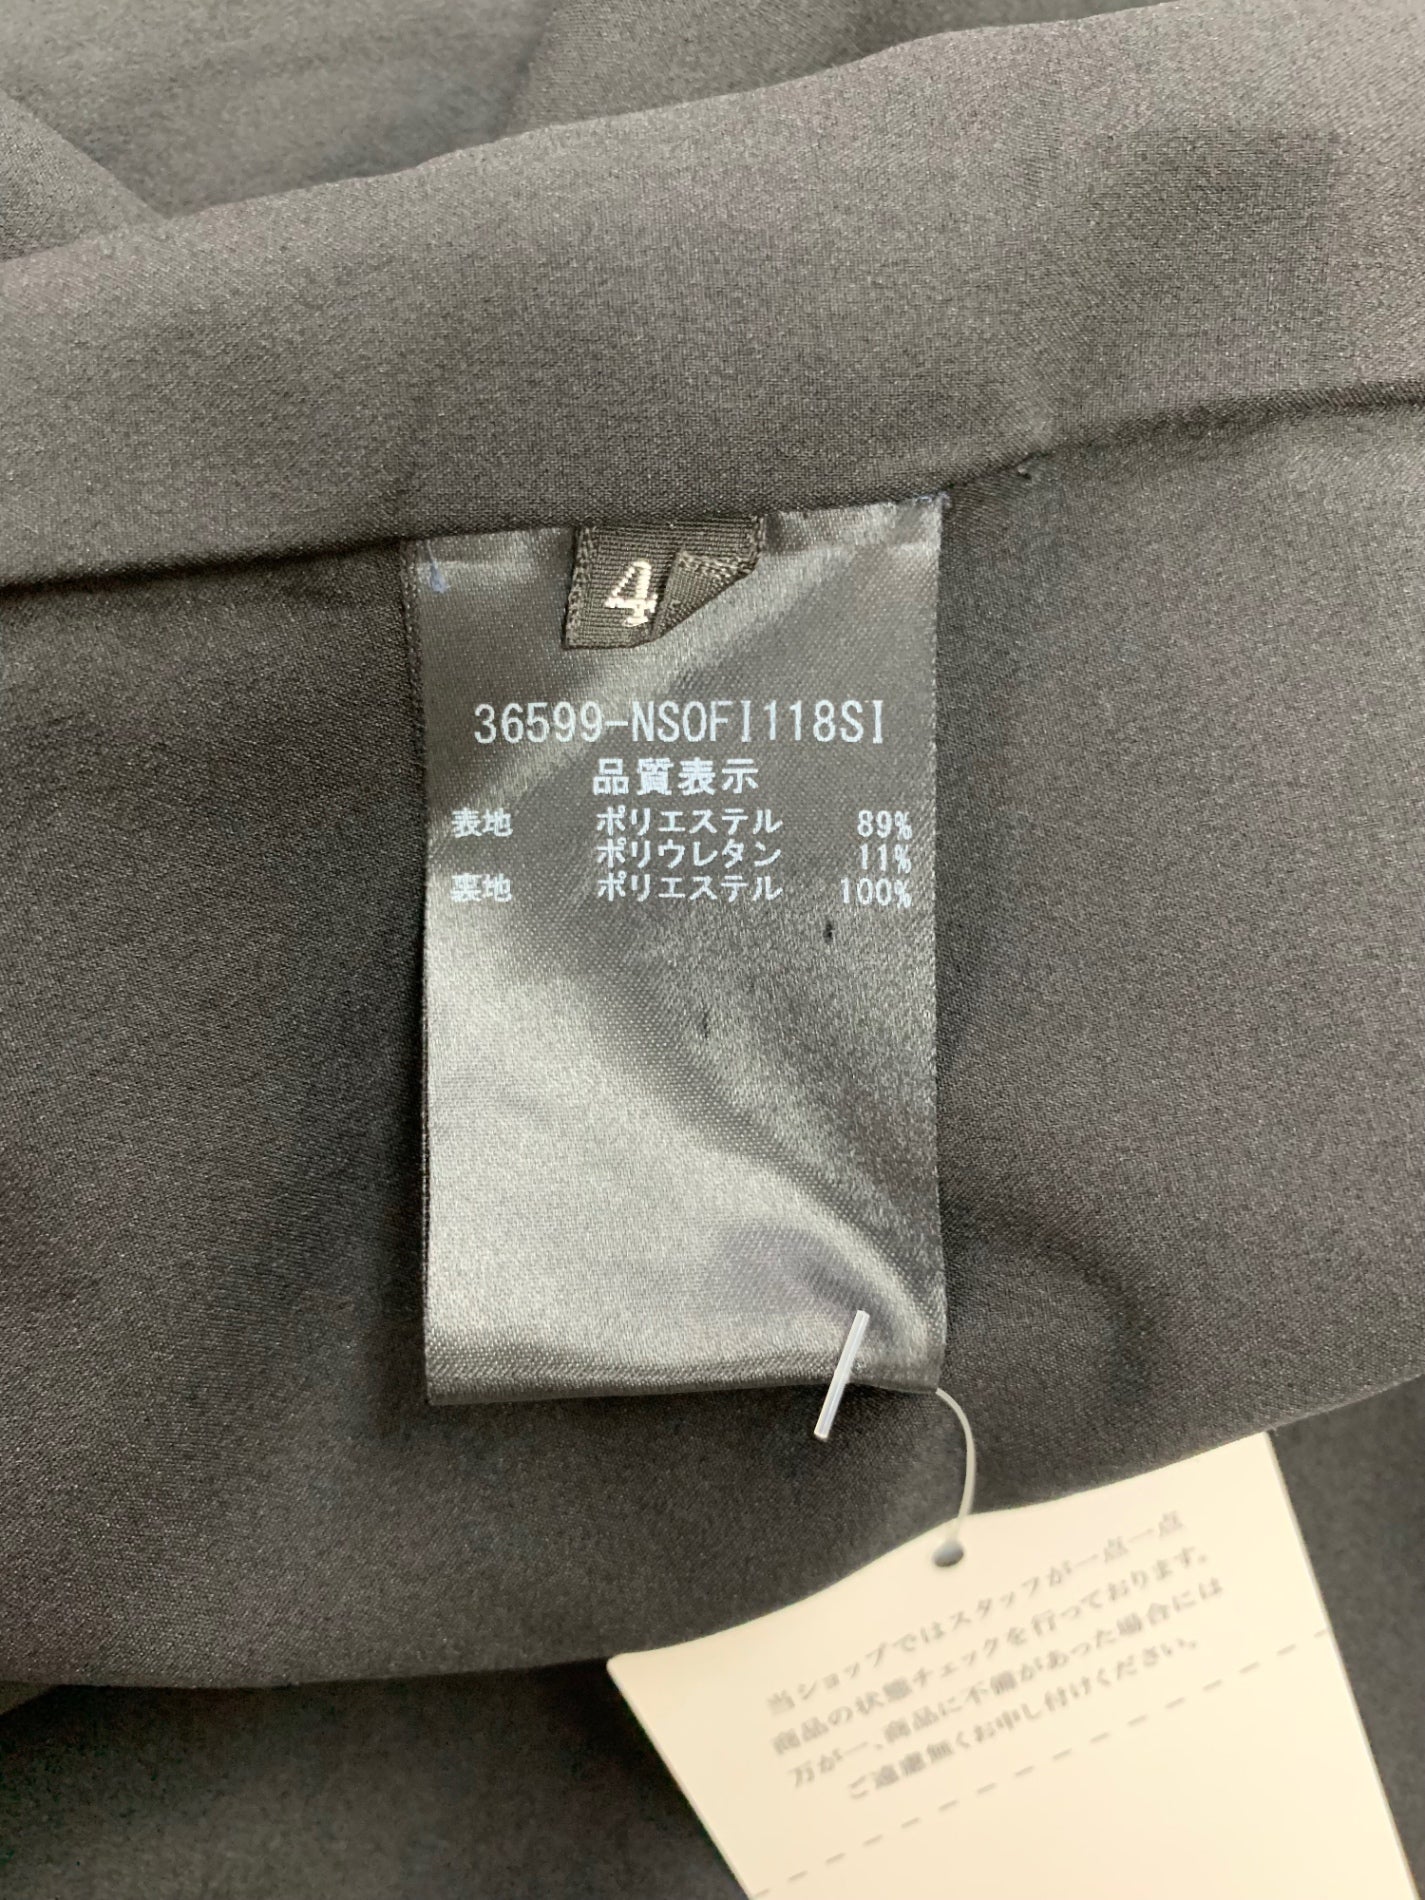 4
36599-NSOFI118SI
品質表示
表地 ポリエステル 89%
ポリウレタン 11%
裏地 ポリエステル 100%
当ショップではスタッフが一点一点
商品の状態チェックを行っております。
万が一、商品に不備があった場合には
ご遠慮無くお申し付けください。